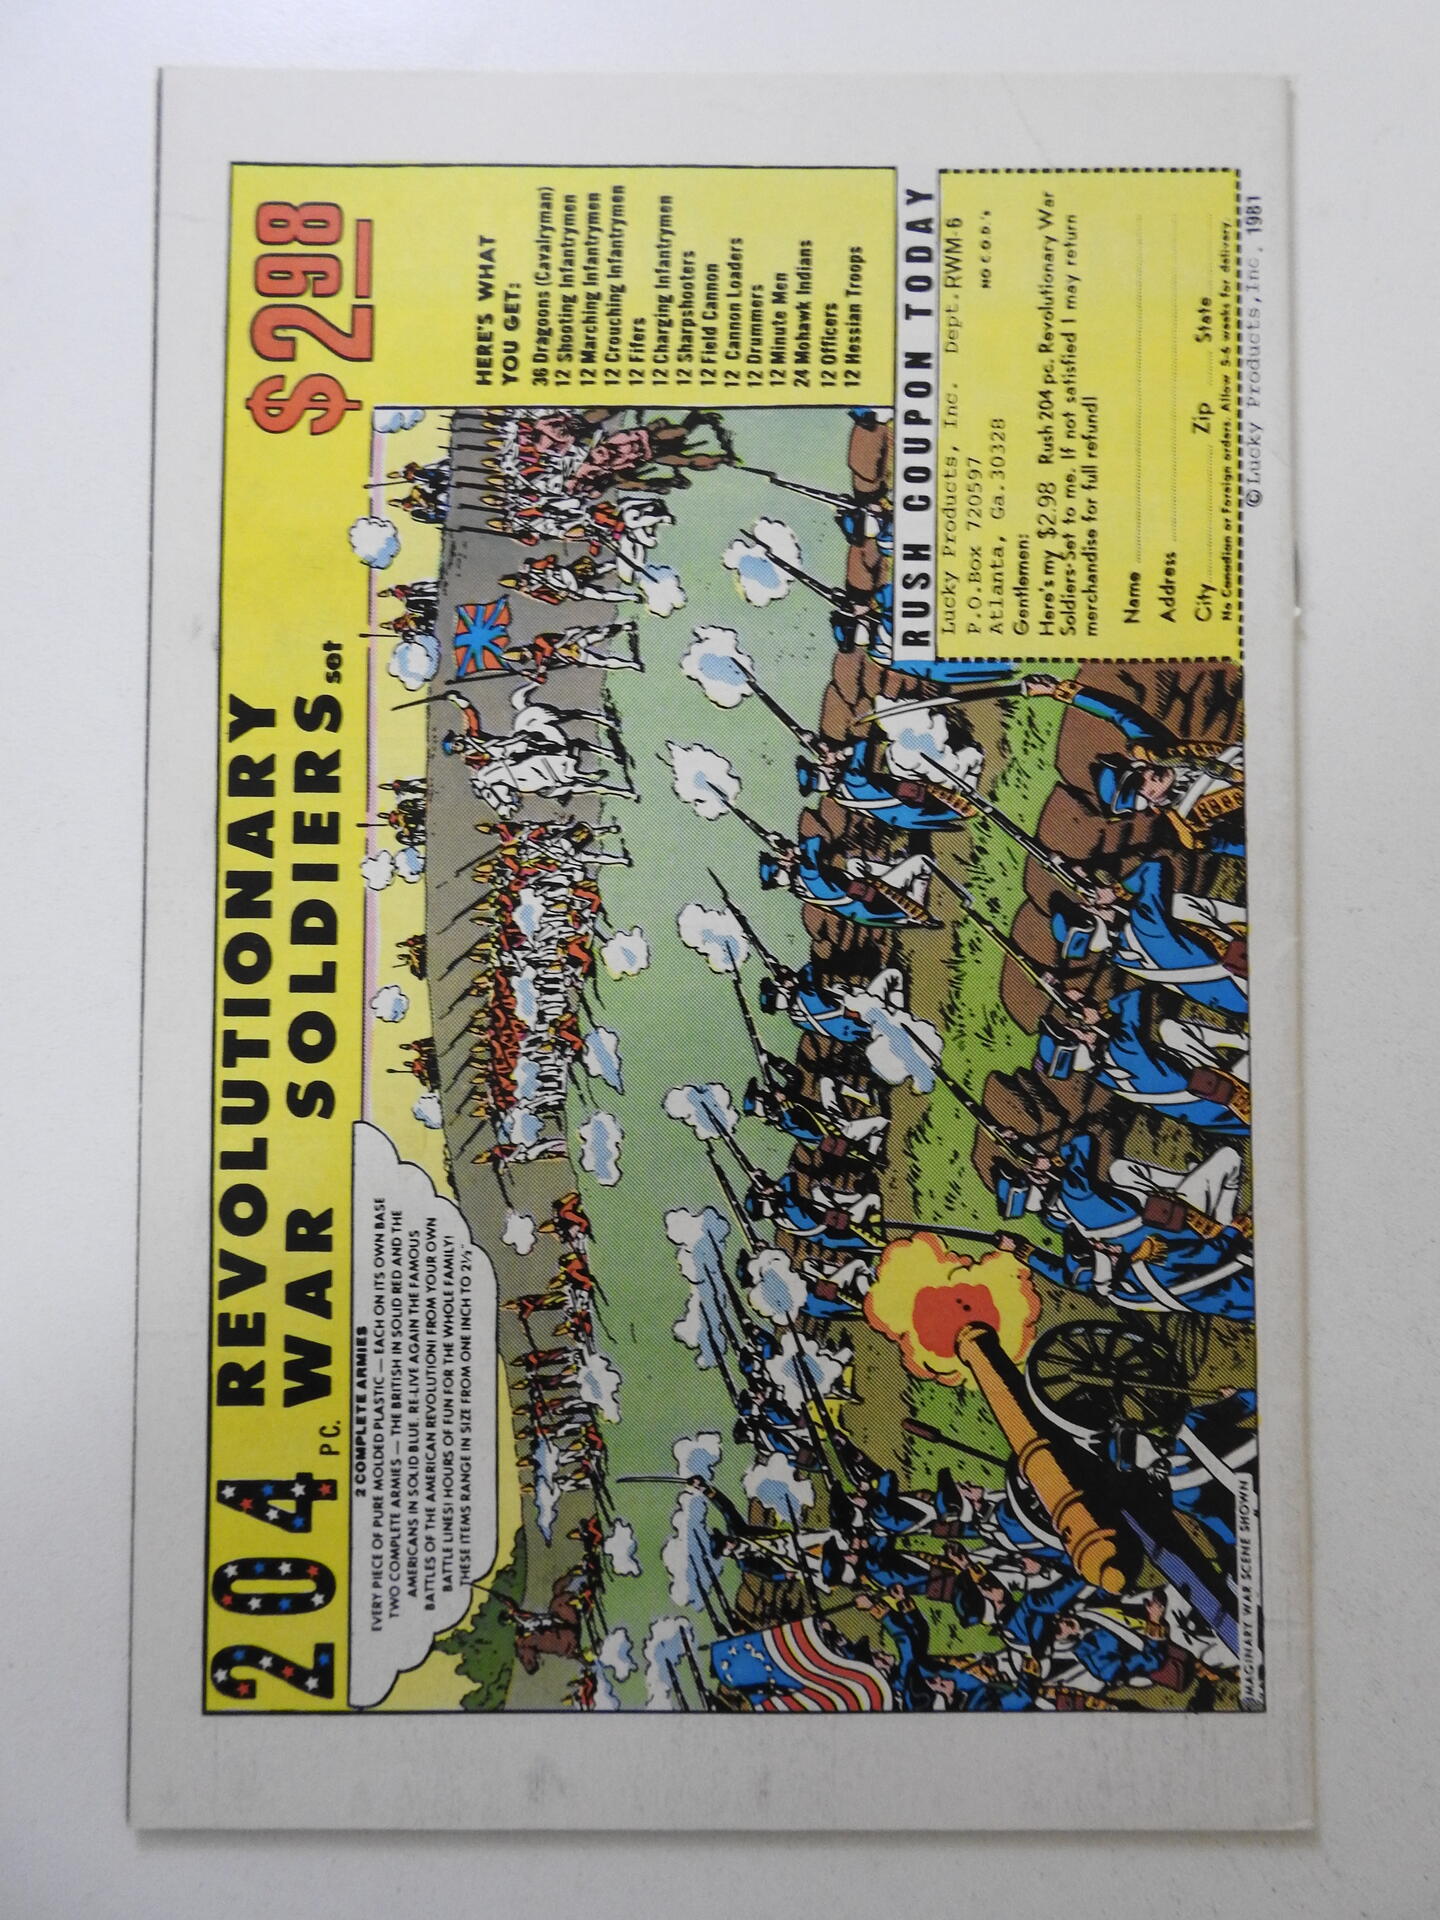 204 PC. REVOLUTIONARY
WAR SOLDIERS set
$2.98
2 COMPLETE ARMIES
EVERY PIECE OF PURE MOLDED PLASTIC — EACH ON ITS OWN BASE
TWO COMPLETE ARMIES — THE BRITISH IN SOLID RED AND THE
AMERICANS IN SOLID BLUE. RE-LIVE AGAIN THE FAMOUS
BATTLES OF THE AMERICAN REVOLUTION! FROM YOUR OWN
BATTLE LINES! HOURS OF FUN FOR THE WHOLE FAMILY!
THESE ITEMS RANGE IN SIZE FROM ONE INCH TO 2½"
HERE'S WHAT
YOU GET:
36 Dragoons (Cavalryman)
12 Shooting Infantrymen
12 Marching Infantrymen
12 Crouching Infantrymen
12 Fifers
12 Charging Infantrymen
12 Sharpshooters
12 Field Cannon
12 Cannon Loaders
12 Drummers
12 Minute Men
24 Mohawk Indians
12 Officers
12 Hessian Troops
RUSH COUPON TODAY
Lucky Products, Inc. Dept.RWM-6
P.O.Box 720597 NO C.O.D.'s
Atlanta, Ga.30328
Gentlemen:
Here's my $2.98 Rush 204 pc. Revolutionary War
Soldiers Set to me. If not satisfied I may return
merchandise for full refund!
Name
Address
City Zip State
No Canadian or Foreign orders. Allow 5-6 weeks for delivery.
© Lucky Products, Inc. 1981
IMAGINARY WAR SCENE SHOWN